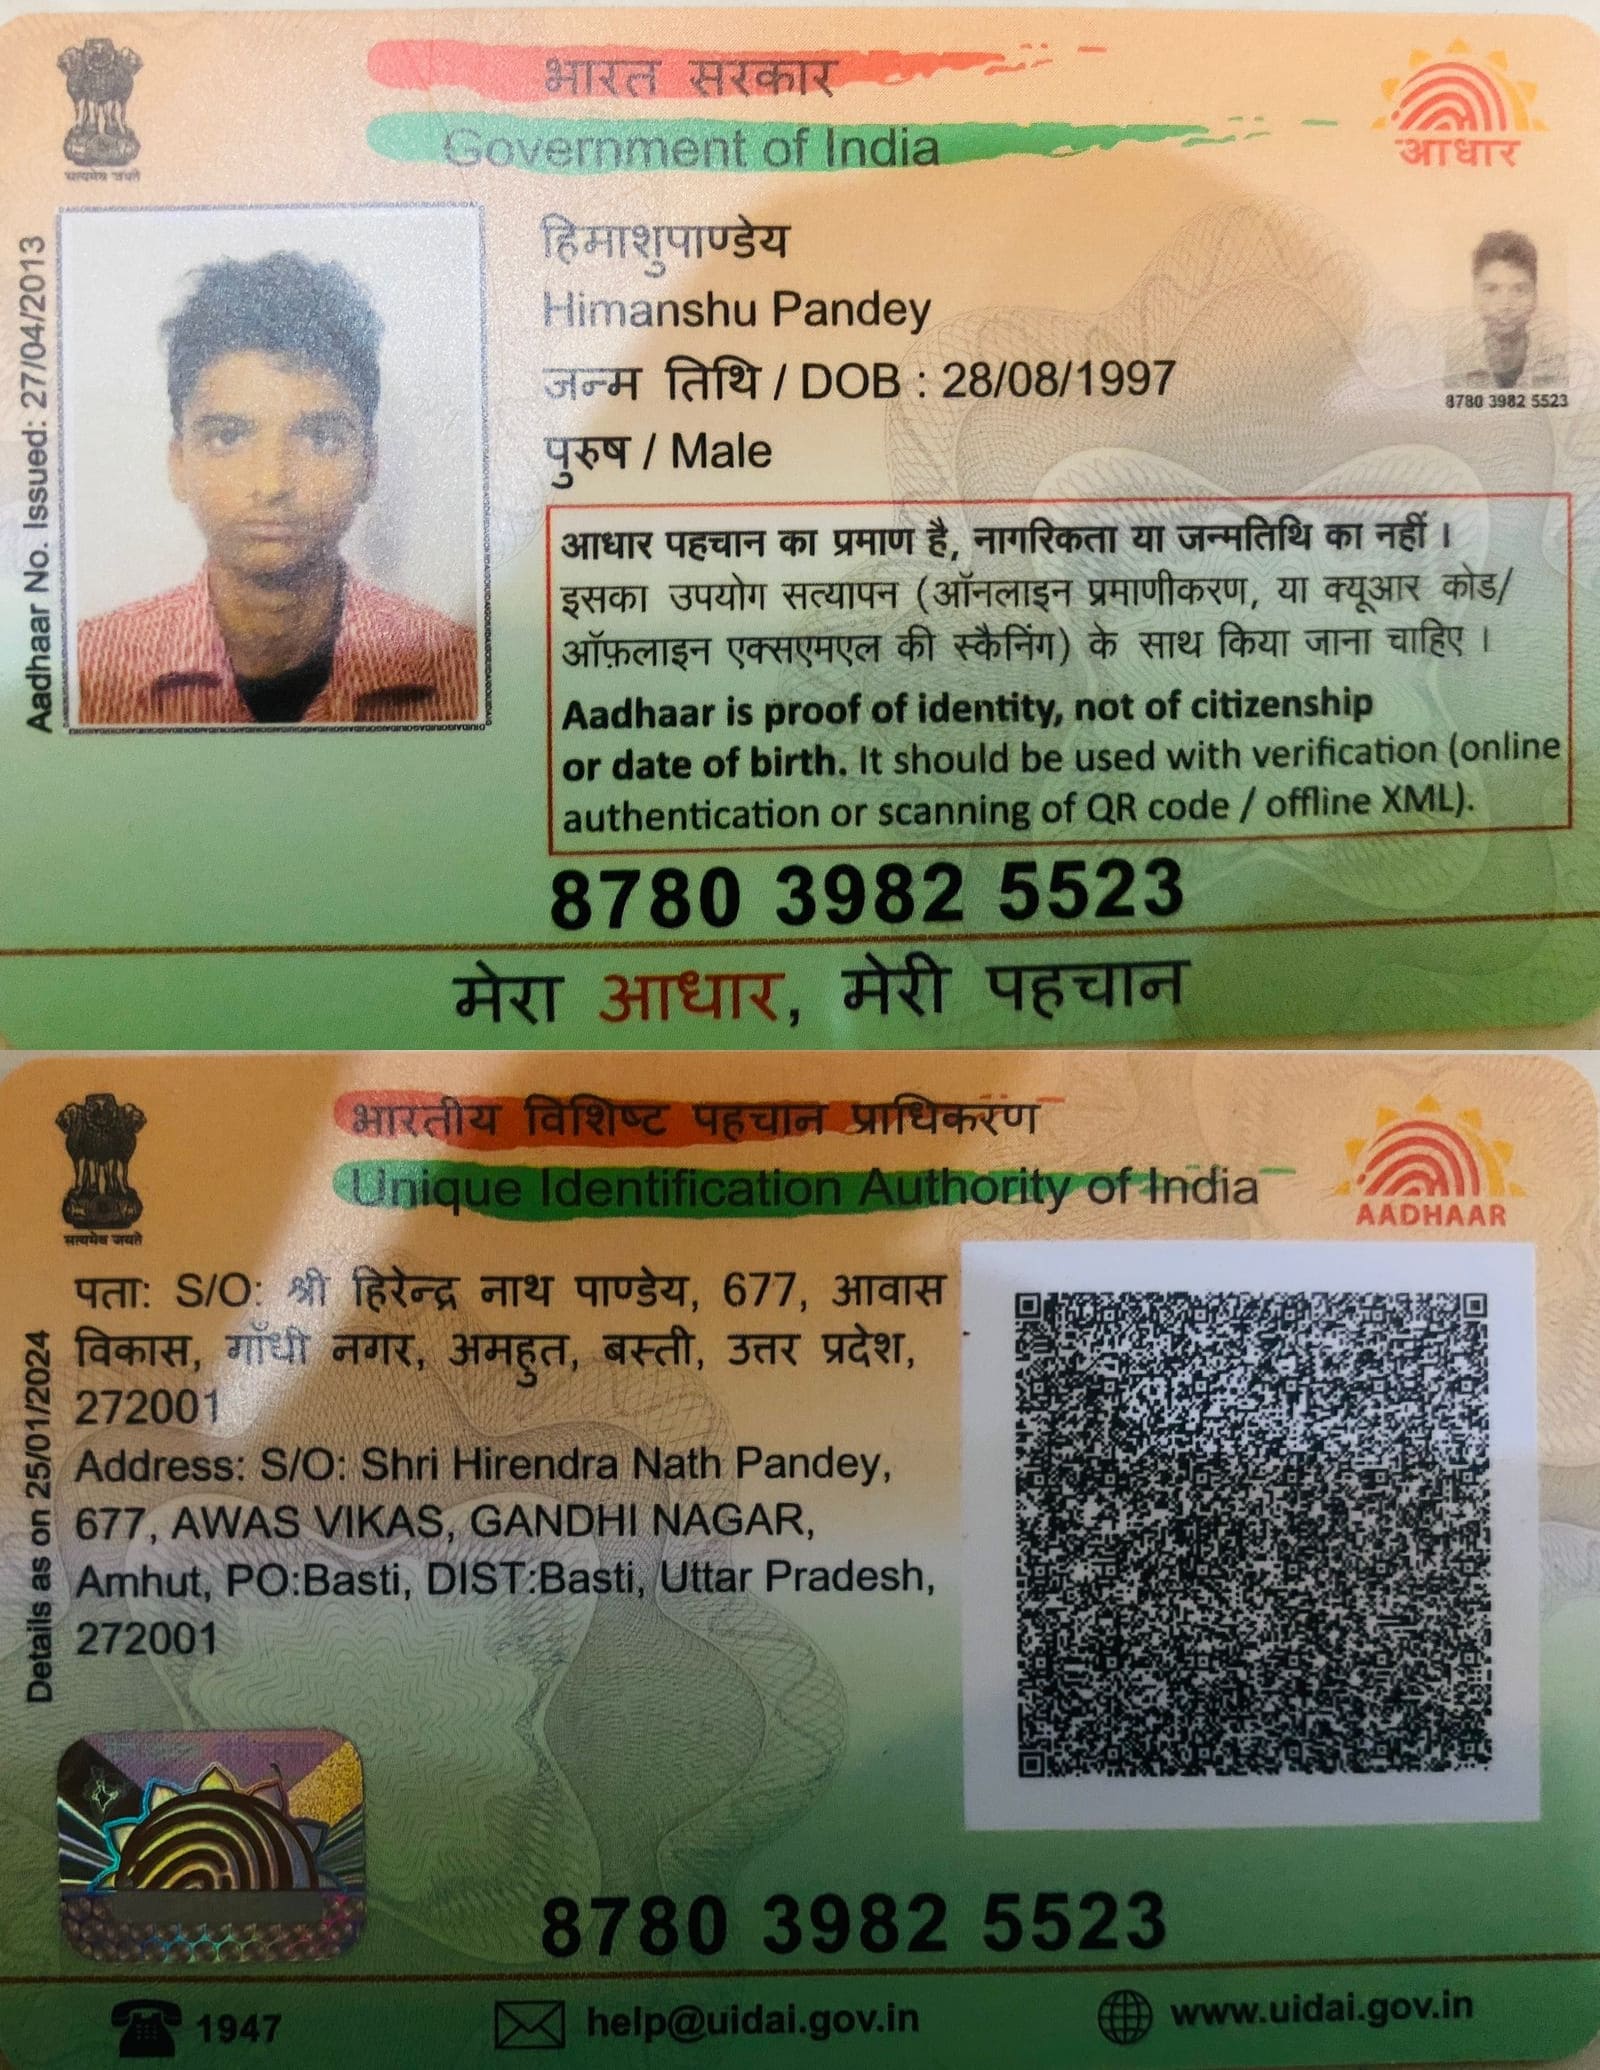 सत्यमेव जयते
भारत सरकार
Government of India
आधार
Aadhaar No. Issued: 27/04/2013
हिमाशुपाण्डेय
Himanshu Pandey
जन्म तिथि / DOB : 28/08/1997
पुरुष / Male
8780 3982 5523
आधार पहचान का प्रमाण है, नागरिकता या जन्मतिथि का नहीं ।
इसका उपयोग सत्यापन (ऑनलाइन प्रमाणीकरण, या क्यूआर कोड/
ऑफ़लाइन एक्सएमएल की स्कैनिंग) के साथ किया जाना चाहिए ।
Aadhaar is proof of identity, not of citizenship
or date of birth. It should be used with verification (online
authentication or scanning of QR code / offline XML).
8780 3982 5523
मेरा आधार, मेरी पहचान
सत्यमेव जयते
भारतीय विशिष्ट पहचान प्राधिकरण
Unique Identification Authority of India
AADHAAR
Details as on 25/01/2024
पता: S/O: श्री हिरेन्द्र नाथ पाण्डेय, 677, आवास
विकास, गाँधी नगर, अमहुत, बस्ती, उत्तर प्रदेश,
272001
Address: S/O: Shri Hirendra Nath Pandey,
677, AWAS VIKAS, GANDHI NAGAR,
Amhut, PO:Basti, DIST:Basti, Uttar Pradesh,
272001
8780 3982 5523
1947
help@uidai.gov.in
www.uidai.gov.in